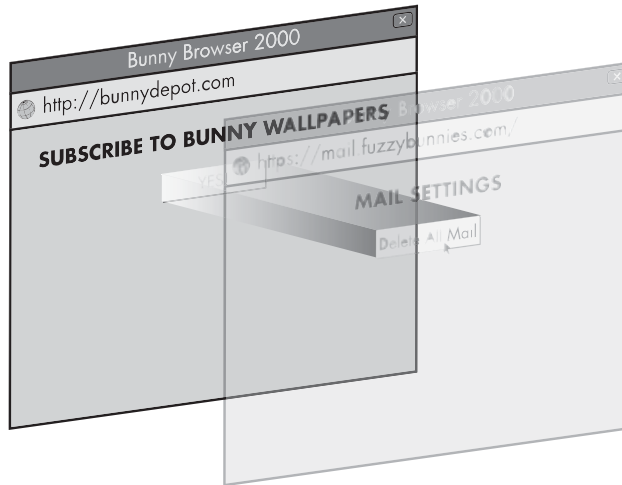 Bunny Browser 2000
http://bunnydepot.com
SUBSCRIBE TO BUNNY WALLPAPERS
YES
Browser 2000
https://mail.fuzzybunnies.com/
MAIL SETTINGS
Delete All Mail